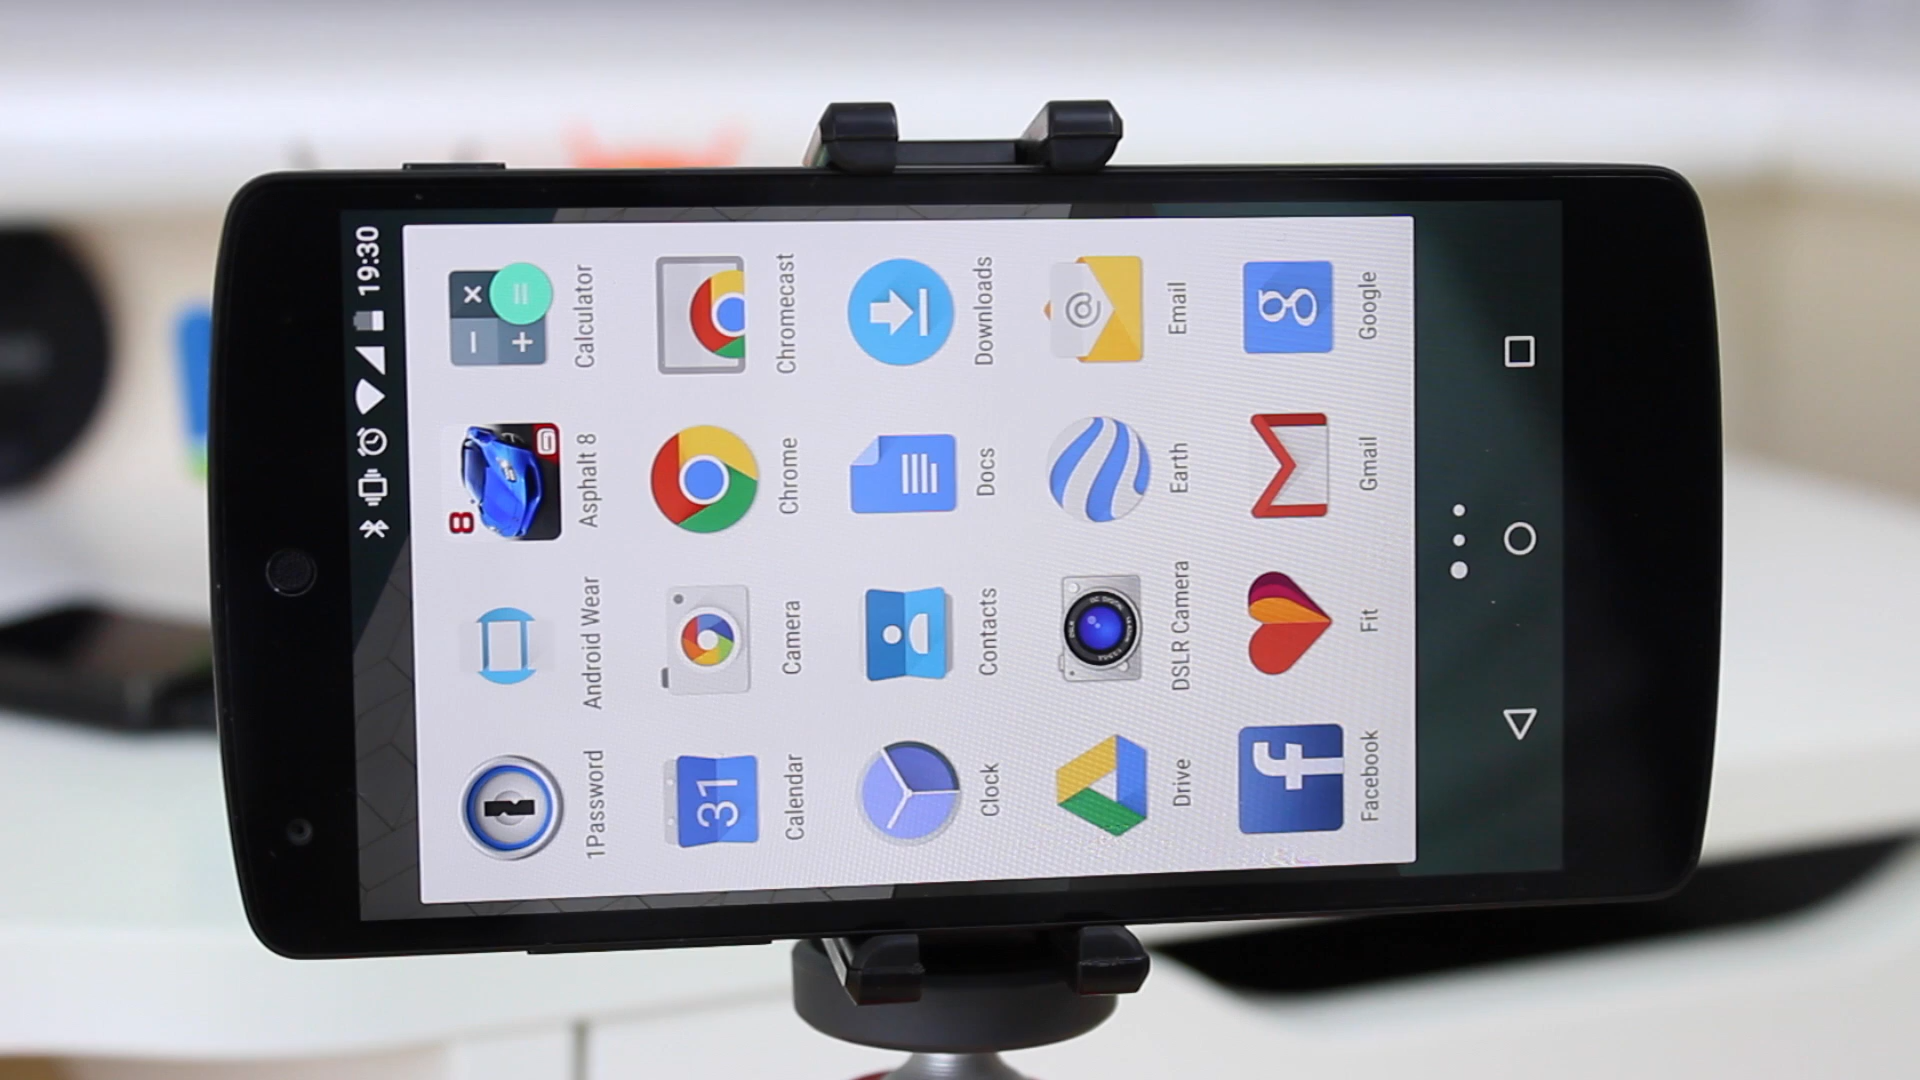 19:30
1Password Android Wear Asphalt 8 Calculator
Calendar Camera Chrome Chromecast
31
Clock Contacts Docs Downloads
Drive DSLR Camera Earth Email
Facebook Fit Gmail Google